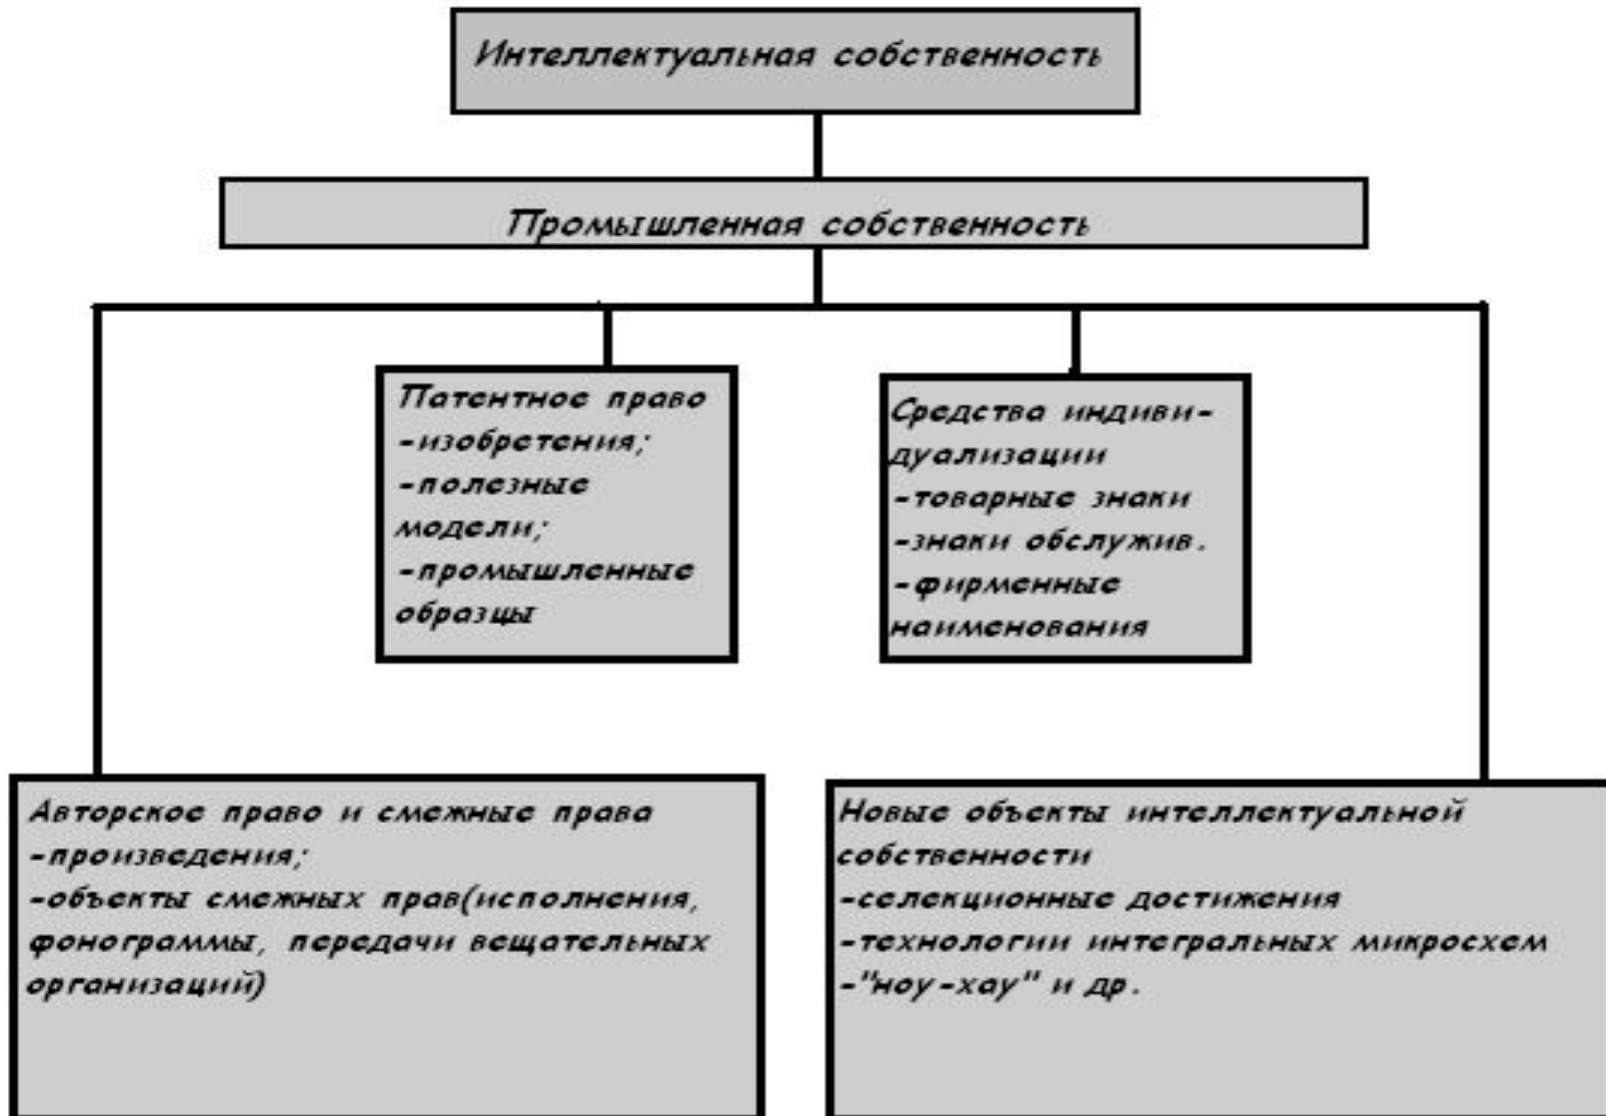 Интеллектуальная собственность
Промышленная собственность
Патентное право
-изобретения;
-полезные
модели;
-промышленные
образцы
Средства индиви-
дуализации
-товарные знаки
-знаки обслужив.
-фирменные
наименования
Авторское право и смежные права
-произведения;
-объекты смежных прав(исполнения,
фонограммы, передачи вещательных
организаций)
Новые объекты интеллектуальной
собственности
-селекционные достижения
-технологии интегральных микросхем
-"ноу-хау" и др.